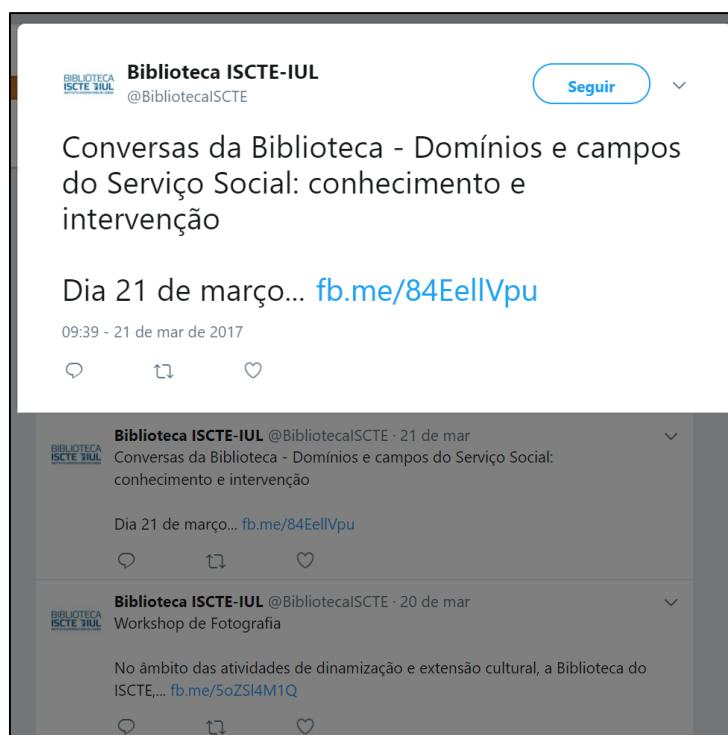 BIBLIOTECA
ISCTE IUL
Biblioteca ISCTE-IUL
@BibliotecaISCTE
Seguir
Conversas da Biblioteca - Domínios e campos
do Serviço Social: conhecimento e
intervenção
Dia 21 de março... fb.me/84EellVpu
09:39 - 21 de mar de 2017
BIBLIOTECA
ISCTE IUL
Biblioteca ISCTE-IUL @BibliotecaISCTE · 21 de mar
Conversas da Biblioteca - Domínios e campos do Serviço Social:
conhecimento e intervenção
Dia 21 de março... fb.me/84EellVpu
BIBLIOTECA
ISCTE IUL
Biblioteca ISCTE-IUL @BibliotecaISCTE · 20 de mar
Workshop de Fotografia
No âmbito das atividades de dinamização e extensão cultural, a Biblioteca do
ISCTE,... fb.me/5oZSl4M1Q